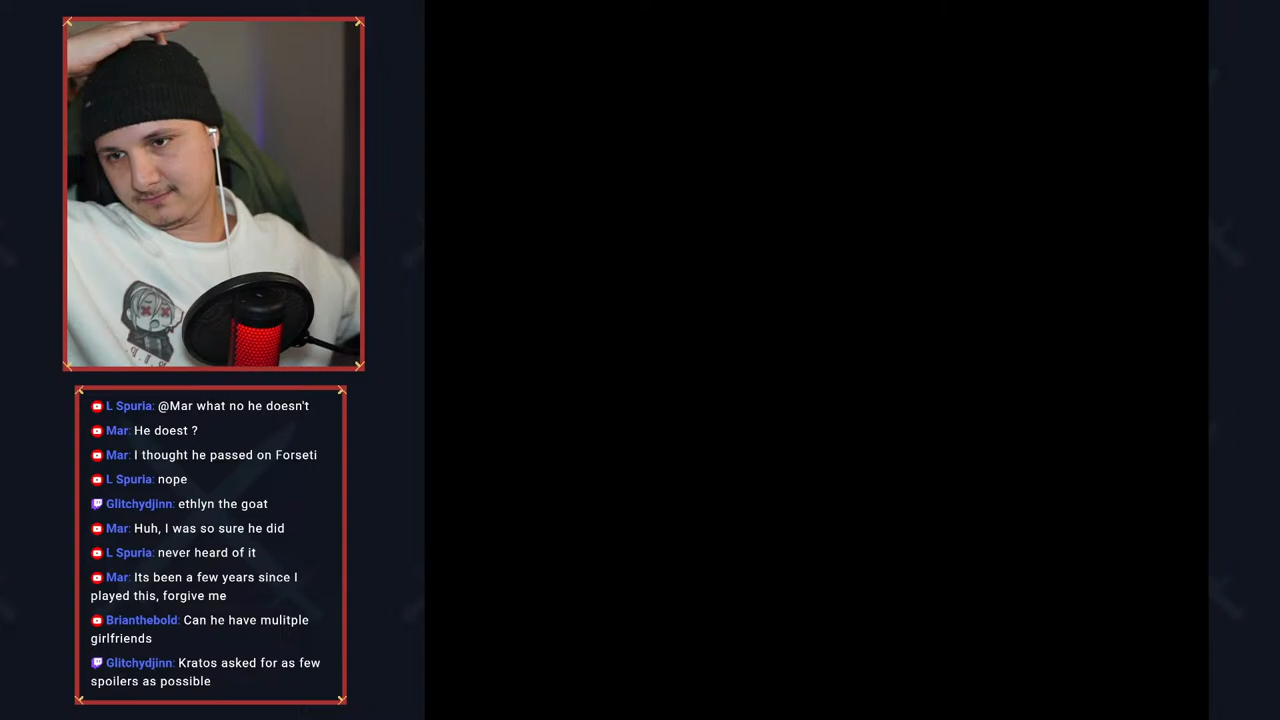 L Spuria: @Mar what no he doesn't
Mar: He doest ?
Mar: I thought he passed on Forseti
L Spuria: nope
Glitchydjinn: ethlyn the goat
Mar: Huh, I was so sure he did
L Spuria: never heard of it
Mar: Its been a few years since I
played this, forgive me
Brianthebold: Can he have mulitple
girlfriends
Glitchydjinn: Kratos asked for as few
spoilers as possible